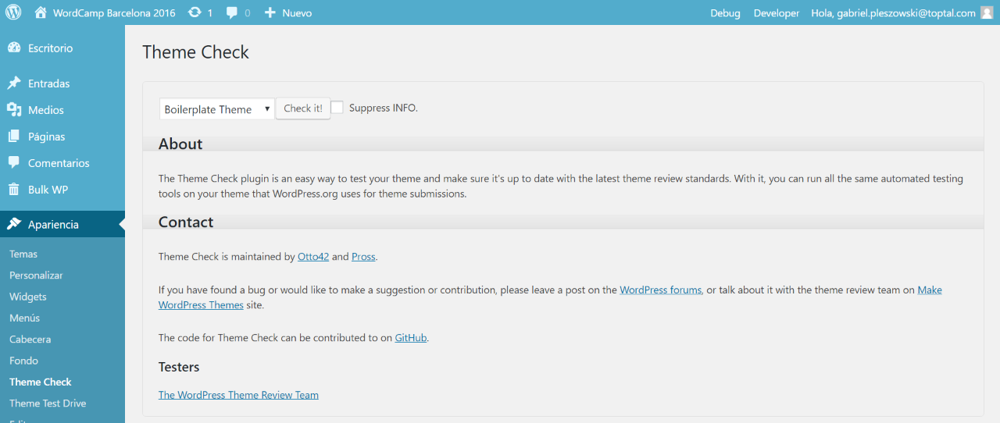 WordCamp Barcelona 2016 1 0 + Nuevo Debug Developer Hola, gabriel.pleszowski@toptal.com
Escritorio
Entradas
Medios
Páginas
Comentarios
Bulk WP
Apariencia
Temas
Personalizar
Widgets
Menús
Cabecera
Fondo
Theme Check
Theme Test Drive
Theme Check
Boilerplate Theme Check it! Suppress INFO.
About
The Theme Check plugin is an easy way to test your theme and make sure it's up to date with the latest theme review standards. With it, you can run all the same automated testing
tools on your theme that WordPress.org uses for theme submissions.
Contact
Theme Check is maintained by Otto42 and Pross.
If you have found a bug or would like to make a suggestion or contribution, please leave a post on the WordPress forums, or talk about it with the theme review team on Make
WordPress Themes site.
The code for Theme Check can be contributed to on GitHub.
Testers
The WordPress Theme Review Team